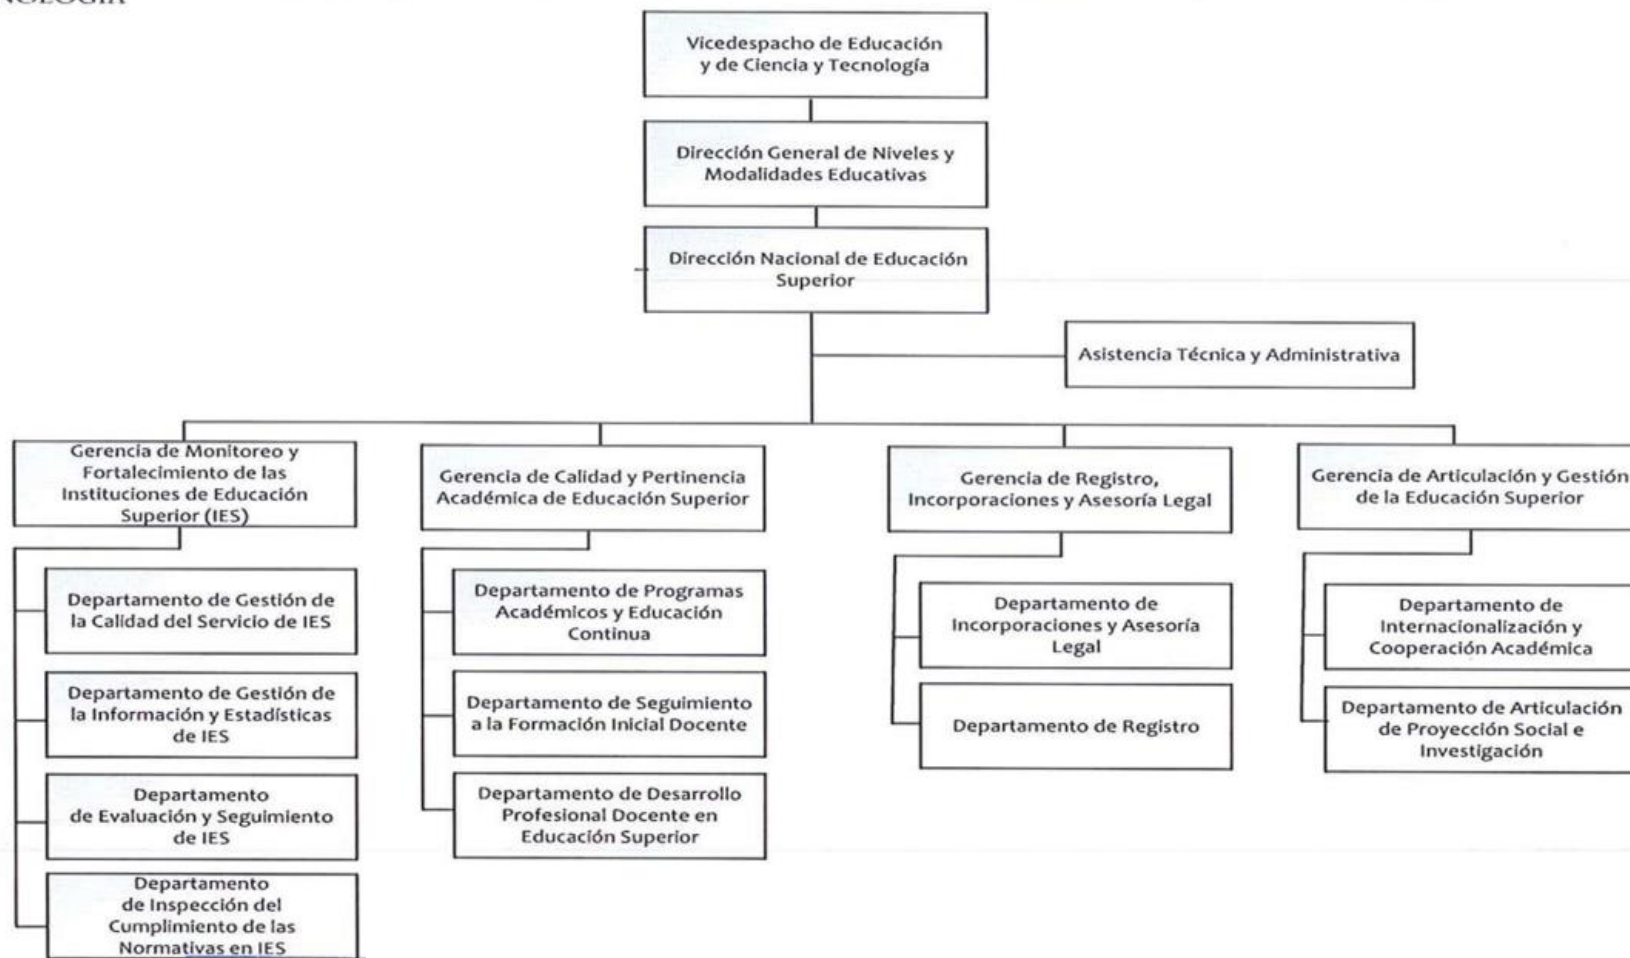 Vicedespacho de Educación
y de Ciencia y Tecnología
Dirección General de Niveles y
Modalidades Educativas
Dirección Nacional de Educación
Superior
Asistencia Técnica y Administrativa
Gerencia de Monitoreo y
Fortalecimiento de las
Instituciones de Educación
Superior (IES)
Departamento de Gestión de
la Calidad del Servicio de IES
Departamento de Gestión de
la Información y Estadísticas
de IES
Departamento
de Evaluación y Seguimiento
de IES
Departamento
de Inspección del
Cumplimiento de las
Normativas en IES
Gerencia de Calidad y Pertinencia
Académica de Educación Superior
Departamento de Programas
Académicos y Educación
Continua
Departamento de Seguimiento
a la Formación Inicial Docente
Departamento de Desarrollo
Profesional Docente en
Educación Superior
Gerencia de Registro,
Incorporaciones y Asesoría Legal
Departamento de
Incorporaciones y Asesoría
Legal
Departamento de Registro
Gerencia de Articulación y Gestión
de la Educación Superior
Departamento de
Internacionalización y
Cooperación Académica
Departamento de Articulación
de Proyección Social e
Investigación